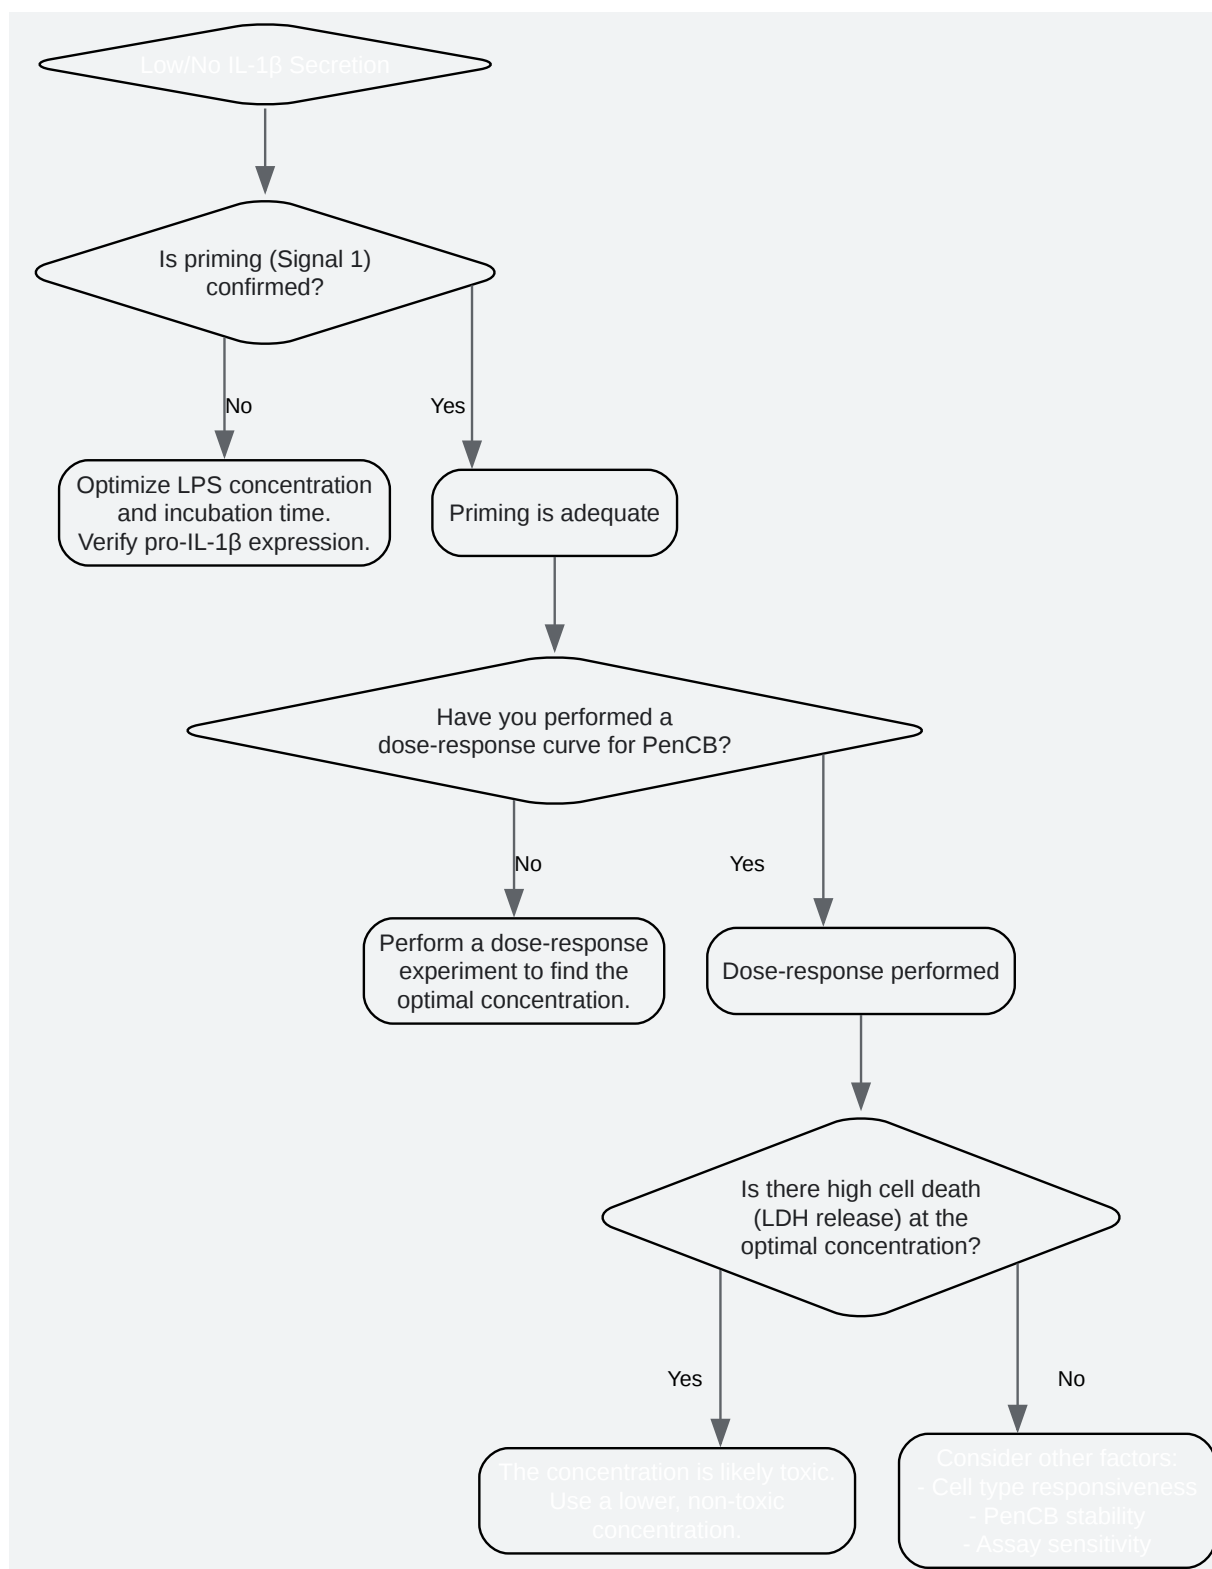 Low/No IL-1β Secretion
Is priming (Signal 1)
confirmed?
No
Yes
Optimize LPS concentration
and incubation time.
Verify pro-IL-1β expression.
Priming is adequate
Have you performed a
dose-response curve for PenCB?
No
Yes
Perform a dose-response
experiment to find the
optimal concentration.
Dose-response performed
Is there high cell death
(LDH release) at the
optimal concentration?
Yes
No
The concentration is likely toxic.
Use a lower, non-toxic
concentration.
Consider other factors:
- Cell type responsiveness
- PenCB stability
- Assay sensitivity